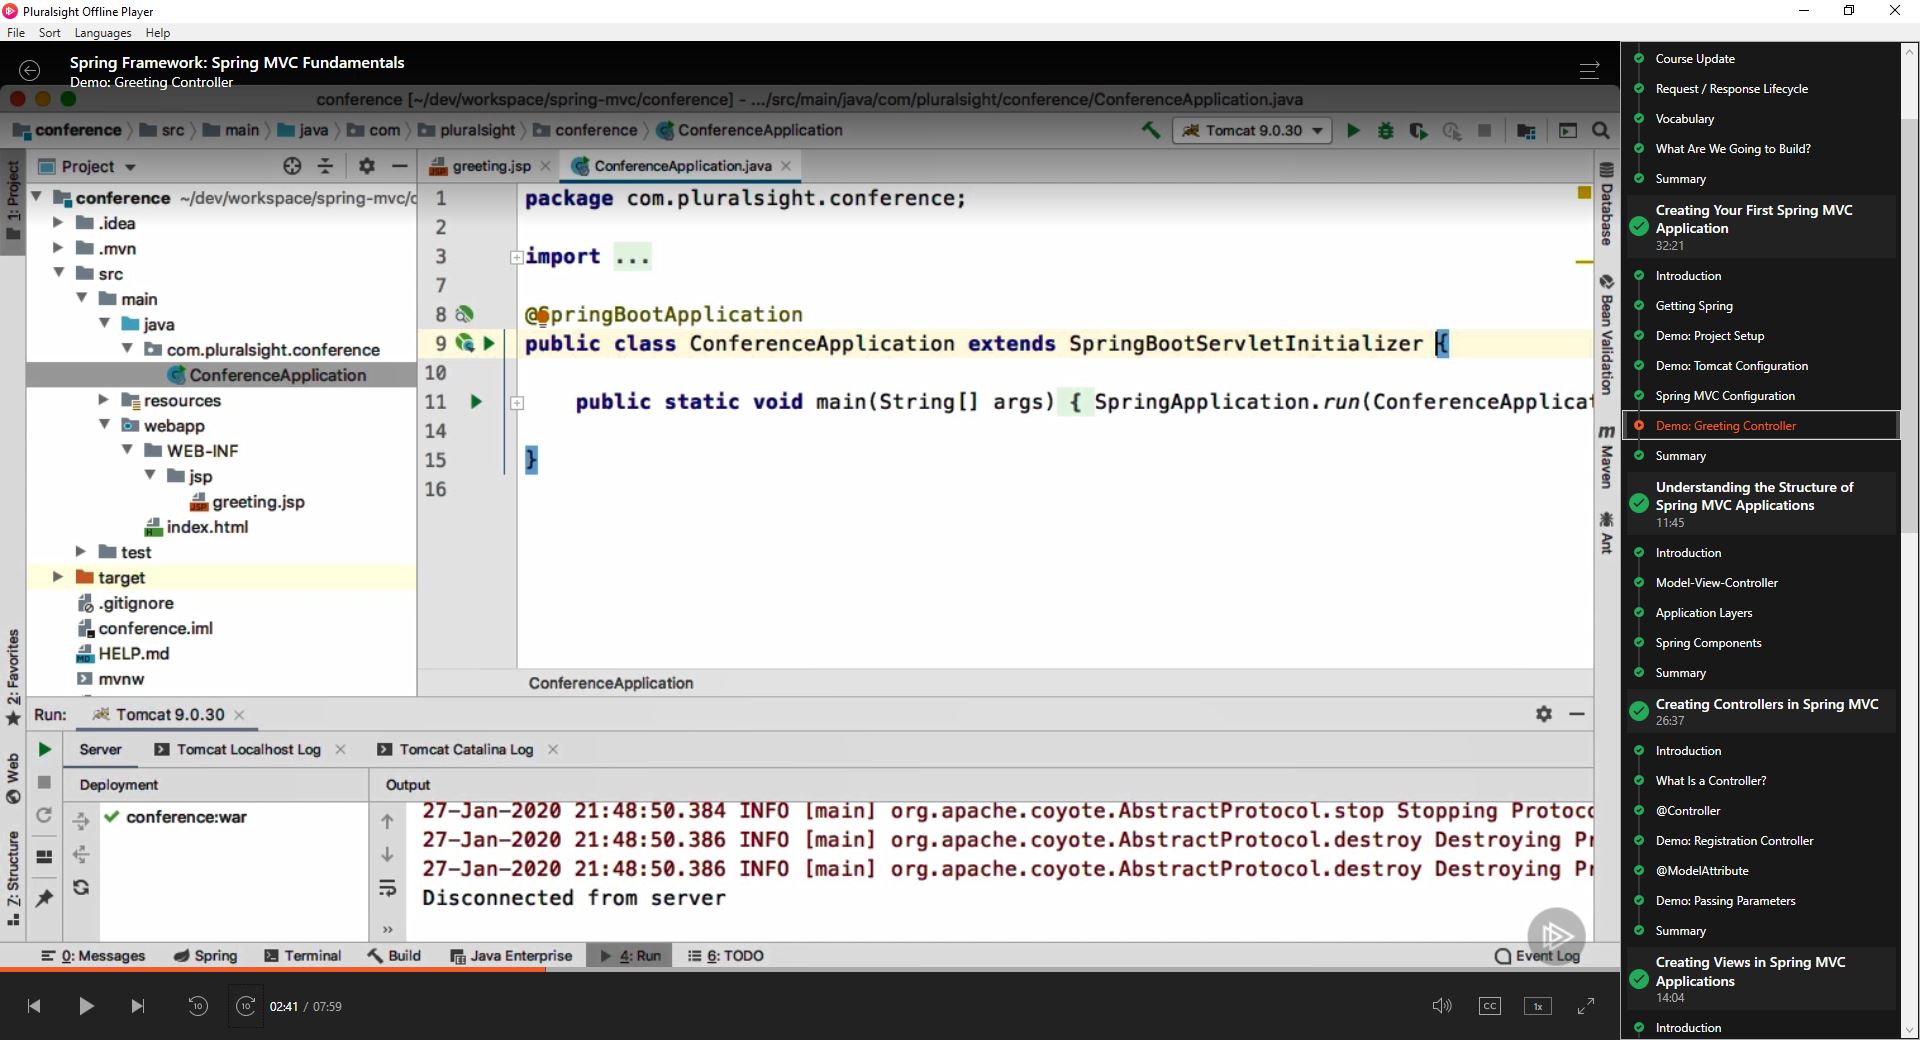 Pluralsight Offline Player
File Sort Languages Help
Spring Framework: Spring MVC Fundamentals
Demo: Greeting Controller
conference [~/dev/workspace/spring-mvc/conference] - .../src/main/java/com/pluralsight/conference/ConferenceApplication.java
conference src main java com pluralsight conference ConferenceApplication
Tomcat 9.0.30
1: Project
Project
greeting.jsp
ConferenceApplication.java
conference ~/dev/workspace/spring-mvc/c
.idea
.mvn
src
main
java
com.pluralsight.conference
ConferenceApplication
resources
webapp
WEB-INF
jsp
greeting.jsp
index.html
test
target
.gitignore
conference.iml
HELP.md
mvnw
1 package com.pluralsight.conference;
2
3 import ...
7
8 @SpringBootApplication
9 public class ConferenceApplication extends SpringBootServletInitializer {
10
11 public static void main(String[] args) { SpringApplication.run(ConferenceApplicat
14
15 }
16
ConferenceApplication
Database
Bean Validation
Maven
Ant
2: Favorites
Web
7: Structure
Run: Tomcat 9.0.30
Server Tomcat Localhost Log Tomcat Catalina Log
Deployment
Output
conference:war
27-Jan-2020 21:48:50.384 INFO [main] org.apache.coyote.AbstractProtocol.stop Stopping Protoco
27-Jan-2020 21:48:50.386 INFO [main] org.apache.coyote.AbstractProtocol.destroy Destroying Pr
27-Jan-2020 21:48:50.386 INFO [main] org.apache.coyote.AbstractProtocol.destroy Destroying Pr
Disconnected from server
0: Messages Spring Terminal Build Java Enterprise 4: Run 6: TODO Event Log
10 10 02:41 / 07:59 CC 1x
Course Update
Request / Response Lifecycle
Vocabulary
What Are We Going to Build?
Summary
Creating Your First Spring MVC
Application
32:21
Introduction
Getting Spring
Demo: Project Setup
Demo: Tomcat Configuration
Spring MVC Configuration
Demo: Greeting Controller
Summary
Understanding the Structure of
Spring MVC Applications
11:45
Introduction
Model-View-Controller
Application Layers
Spring Components
Summary
Creating Controllers in Spring MVC
26:37
Introduction
What Is a Controller?
@Controller
Demo: Registration Controller
@ModelAttribute
Demo: Passing Parameters
Summary
Creating Views in Spring MVC
Applications
14:04
Introduction